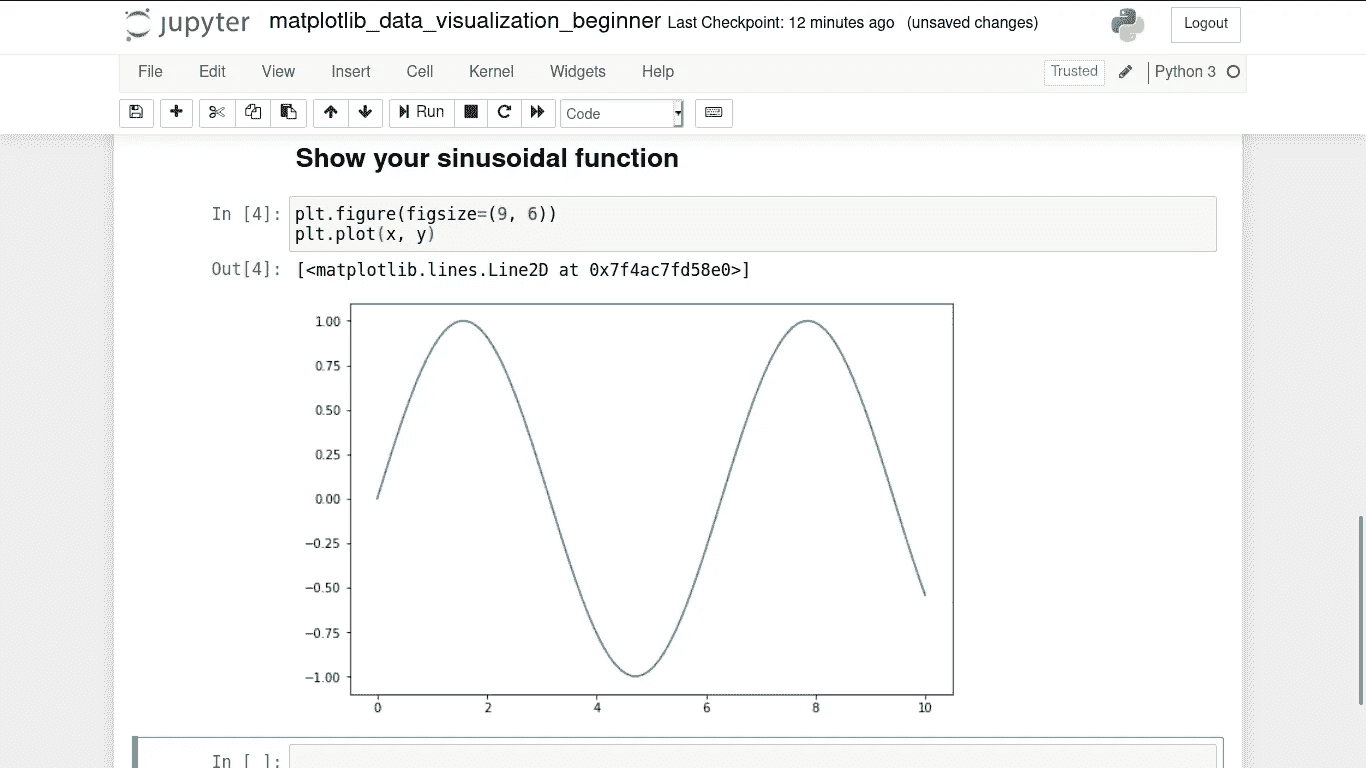 jupyter matplotlib_data_visualization_beginner Last Checkpoint: 12 minutes ago (unsaved changes) Logout
File Edit View Insert Cell Kernel Widgets Help Trusted Python 3
Run Code
Show your sinusoidal function
In [4]: plt.figure(figsize=(9, 6))
plt.plot(x, y)
Out[4]: [<matplotlib.lines.Line2D at 0x7f4ac7fd58e0>]
1.00
0.75
0.50
0.25
0.00
−0.25
−0.50
−0.75
−1.00
0 2 4 6 8 10
In [ ]: